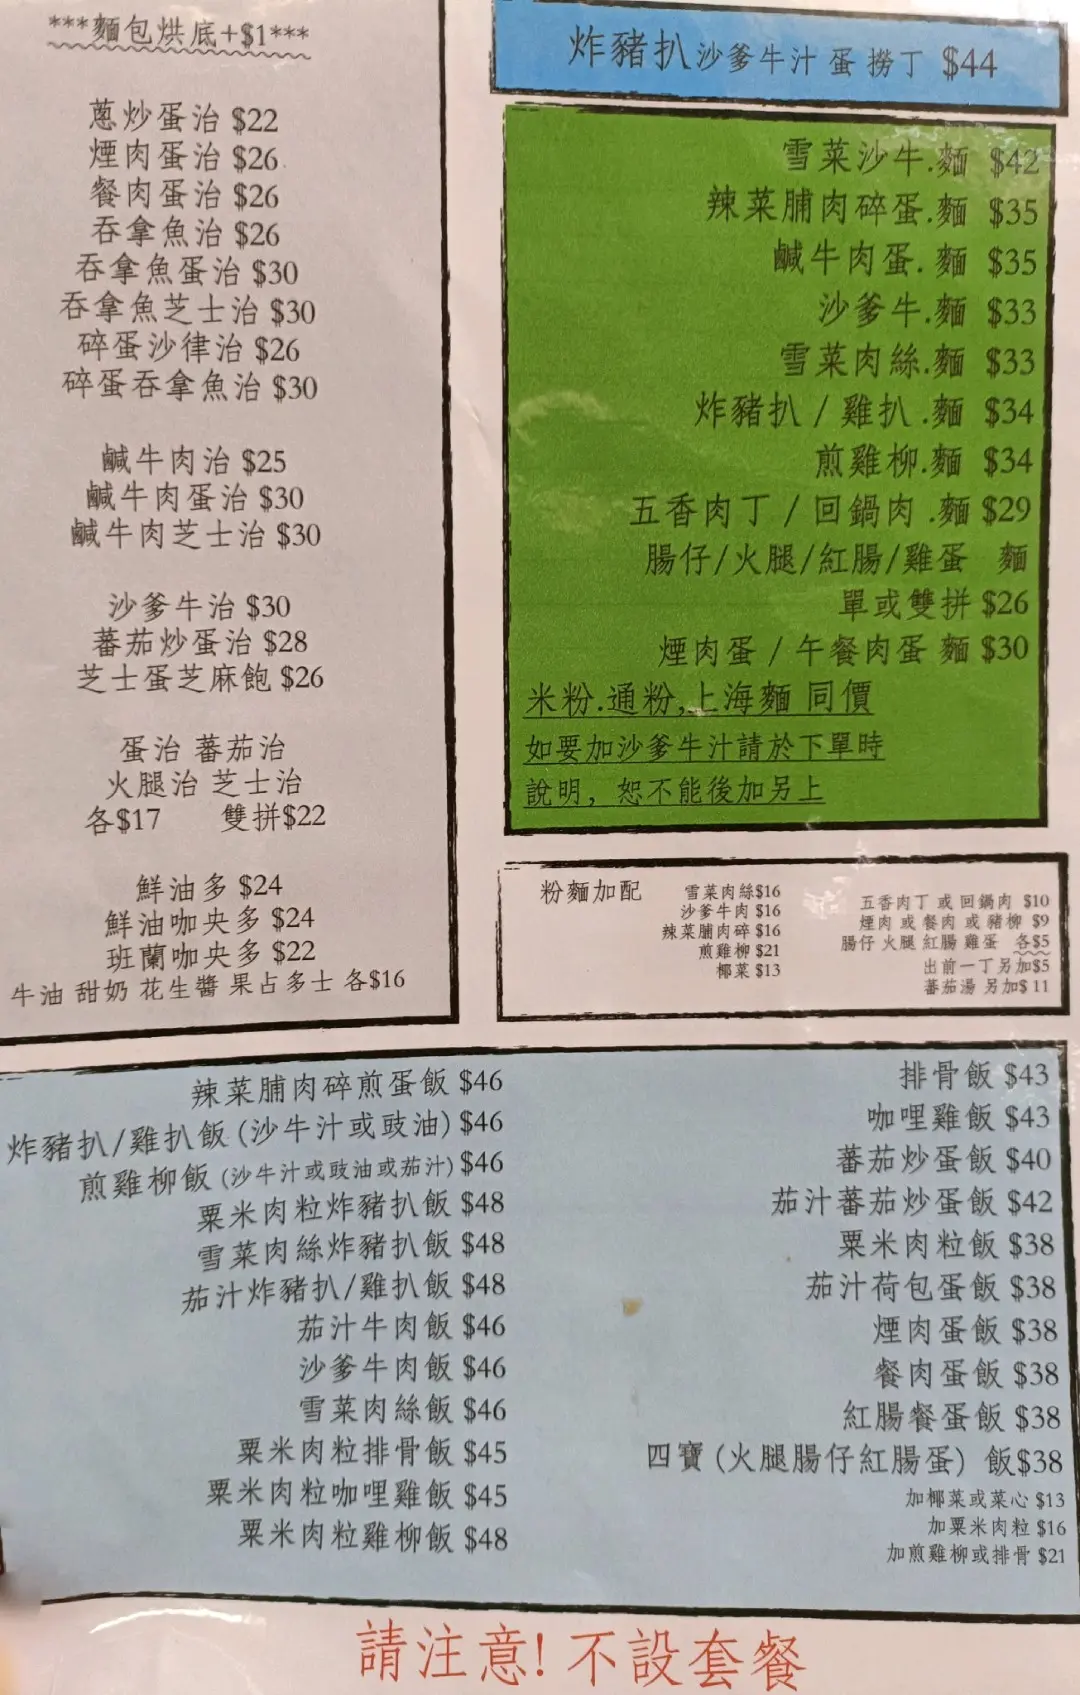 ***麵包烘底+$1***
蔥炒蛋治 $22
煙肉蛋治 $26
餐肉蛋治 $26
吞拿魚治 $26
吞拿魚蛋治 $30
吞拿魚芝士治 $30
碎蛋沙律治 $26
碎蛋吞拿魚治 $30
鹹牛肉治 $25
鹹牛肉蛋治 $30
鹹牛肉芝士治 $30
沙爹牛治 $30
蕃茄炒蛋治 $28
芝士蛋芝麻飽 $26
蛋治 蕃茄治
火腿治 芝士治
各$17 雙拼$22
鮮油多 $24
鮮油咖央多 $24
班蘭咖央多 $22
牛油 甜奶 花生醬 果占多士 各$16
炸豬扒沙爹牛汁 蛋 撈丁 $44
雪菜沙牛.麵 $42
辣菜脯肉碎蛋.麵 $35
鹹牛肉蛋. 麵 $35
沙爹牛.麵 $33
雪菜肉絲.麵 $33
炸豬扒 / 雞扒 .麵 $34
煎雞柳.麵 $34
五香肉丁 / 回鍋肉 .麵 $29
腸仔/火腿/紅腸/雞蛋 麵
單或雙拼 $26
煙肉蛋 / 午餐肉蛋 麵 $30
米粉.通粉,上海麵 同價
如要加沙爹牛汁請於下單時
說明, 恕不能後加另上
粉麵加配
雪菜肉絲$16
沙爹牛肉 $16
辣菜脯肉碎 $16
煎雞柳 $21
椰菜 $13
五香肉丁 或 回鍋肉 $10
煙肉 或 餐肉 或 豬柳 $9
腸仔 火腿 紅腸 雞蛋 各$5
出前一丁另加$5
蕃茄湯 另加$ 11
辣菜脯肉碎煎蛋飯 $46
炸豬扒/雞扒飯 (沙牛汁或豉油) $46
煎雞柳飯 (沙牛汁或豉油或茄汁) $46
粟米肉粒炸豬扒飯 $48
雪菜肉絲炸豬扒飯 $48
茄汁炸豬扒/雞扒飯 $48
茄汁牛肉飯 $46
沙爹牛肉飯 $46
雪菜肉絲飯 $46
粟米肉粒排骨飯 $45
粟米肉粒咖哩雞飯 $45
粟米肉粒雞柳飯 $48
排骨飯 $43
咖哩雞飯 $43
蕃茄炒蛋飯 $40
茄汁蕃茄炒蛋飯 $42
粟米肉粒飯 $38
茄汁荷包蛋飯 $38
煙肉蛋飯 $38
餐肉蛋飯 $38
紅腸餐蛋飯 $38
四寶 (火腿腸仔紅腸蛋) 飯$38
加椰菜或菜心 $13
加粟米肉粒 $16
加煎雞柳或排骨 $21
請注意! 不設套餐